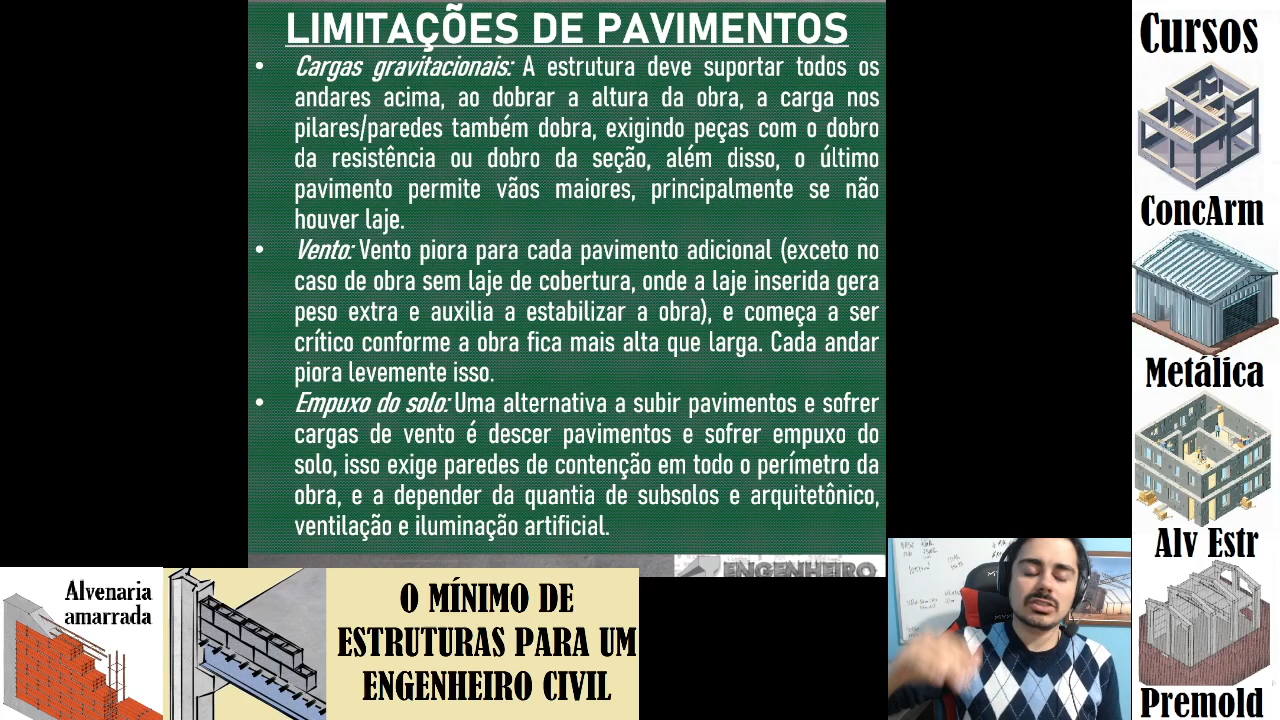 LIMITAÇÕES DE PAVIMENTOS
• Cargas gravitacionais: A estrutura deve suportar todos os
andares acima, ao dobrar a altura da obra, a carga nos
pilares/paredes também dobra, exigindo peças com o dobro
da resistência ou dobro da seção, além disso, o último
pavimento permite vãos maiores, principalmente se não
houver laje.
• Vento: Vento piora para cada pavimento adicional (exceto no
caso de obra sem laje de cobertura, onde a laje inserida gera
peso extra e auxilia a estabilizar a obra), e começa a ser
crítico conforme a obra fica mais alta que larga. Cada andar
piora levemente isso.
• Empuxo do solo: Uma alternativa a subir pavimentos e sofrer
cargas de vento é descer pavimentos e sofrer empuxo do
solo, isso exige paredes de contenção em todo o perímetro da
obra, e a depender da quantia de subsolos e arquitetônico,
ventilação e iluminação artificial.
ENGENHEIRO
Cursos
ConcArm
Metálica
Alv Estr
Premold
Alvenaria
amarrada
O MÍNIMO DE
ESTRUTURAS PARA UM
ENGENHEIRO CIVIL